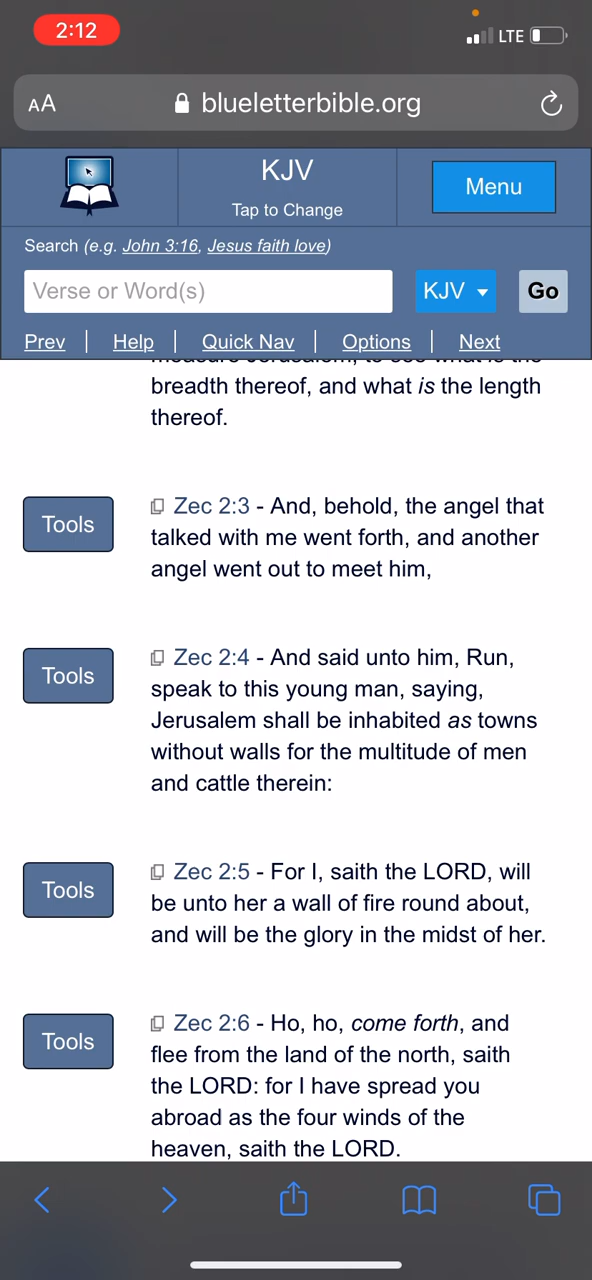 2:12
LTE
AA
blueletterbible.org
KJV
Tap to Change
Menu
Search (e.g. John 3:16, Jesus faith love)
Verse or Word(s)
KJV
Go
Prev | Help | Quick Nav | Options | Next
measure Jerusalem, to see what is the
breadth thereof, and what is the length
thereof.
Tools
Zec 2:3 - And, behold, the angel that
talked with me went forth, and another
angel went out to meet him,
Tools
Zec 2:4 - And said unto him, Run,
speak to this young man, saying,
Jerusalem shall be inhabited as towns
without walls for the multitude of men
and cattle therein:
Tools
Zec 2:5 - For I, saith the LORD, will
be unto her a wall of fire round about,
and will be the glory in the midst of her.
Tools
Zec 2:6 - Ho, ho, come forth, and
flee from the land of the north, saith
the LORD: for I have spread you
abroad as the four winds of the
heaven, saith the LORD.